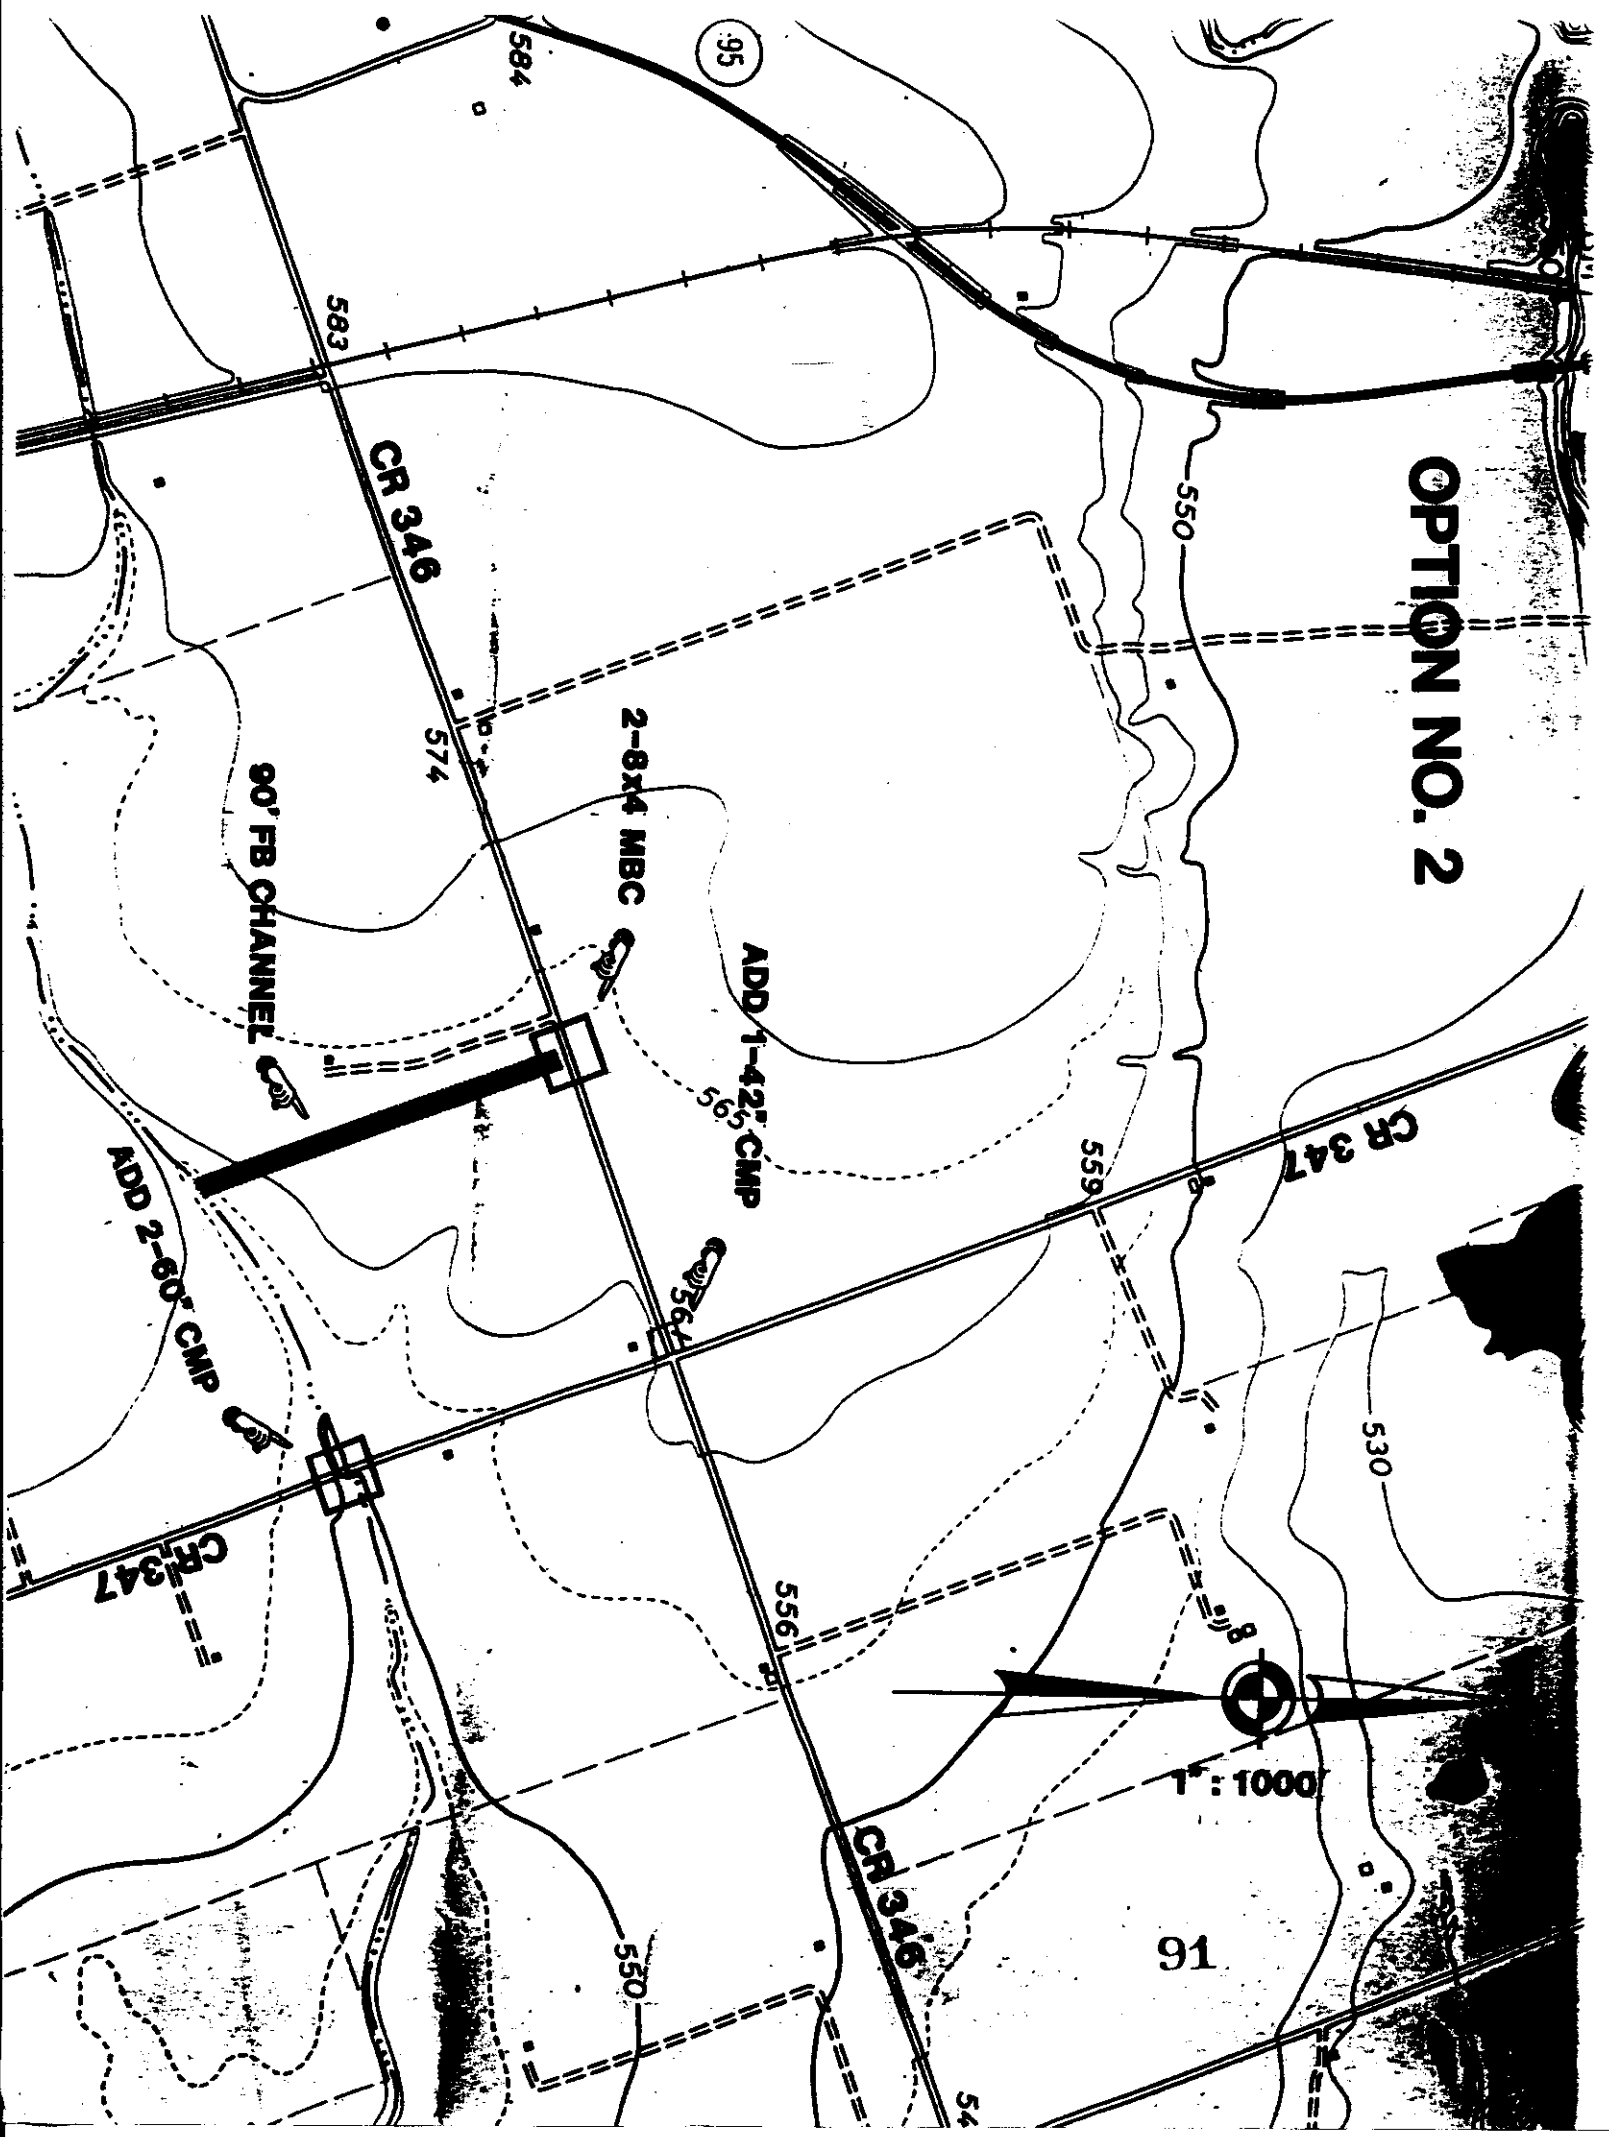 OPTION NO. 2
95
584
583
CR 346
550
574
2-8x4 MBC
90' FB CHANNEL
ADD 1-42" CMP
565
559
CR 347
ADD 2-60" CMP
530
CR 347
556
1" : 1000'
CR 346
550
91